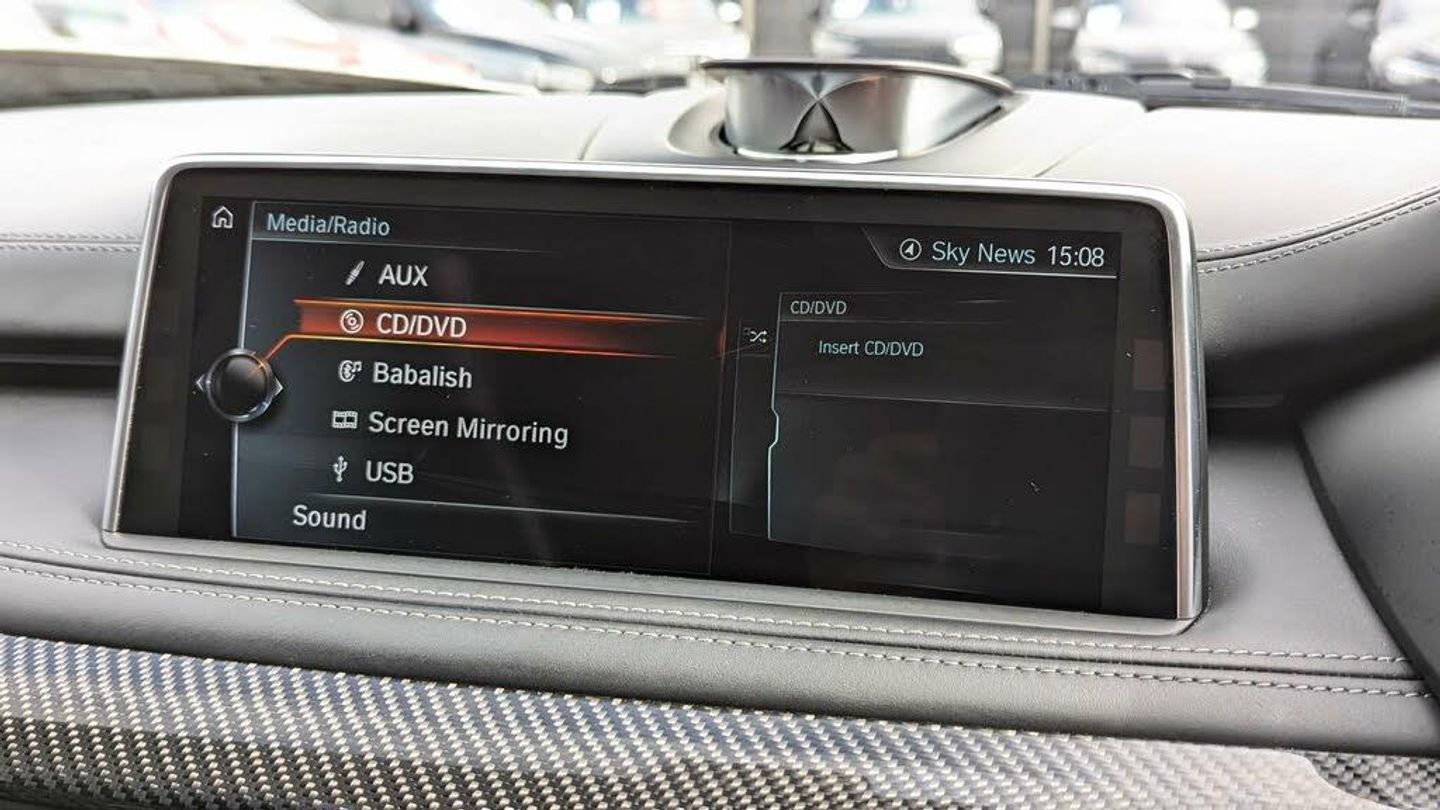 Media/Radio
Sky News 15:08
AUX
CD/DVD
Babalish
Screen Mirroring
USB
Sound
CD/DVD
Insert CD/DVD